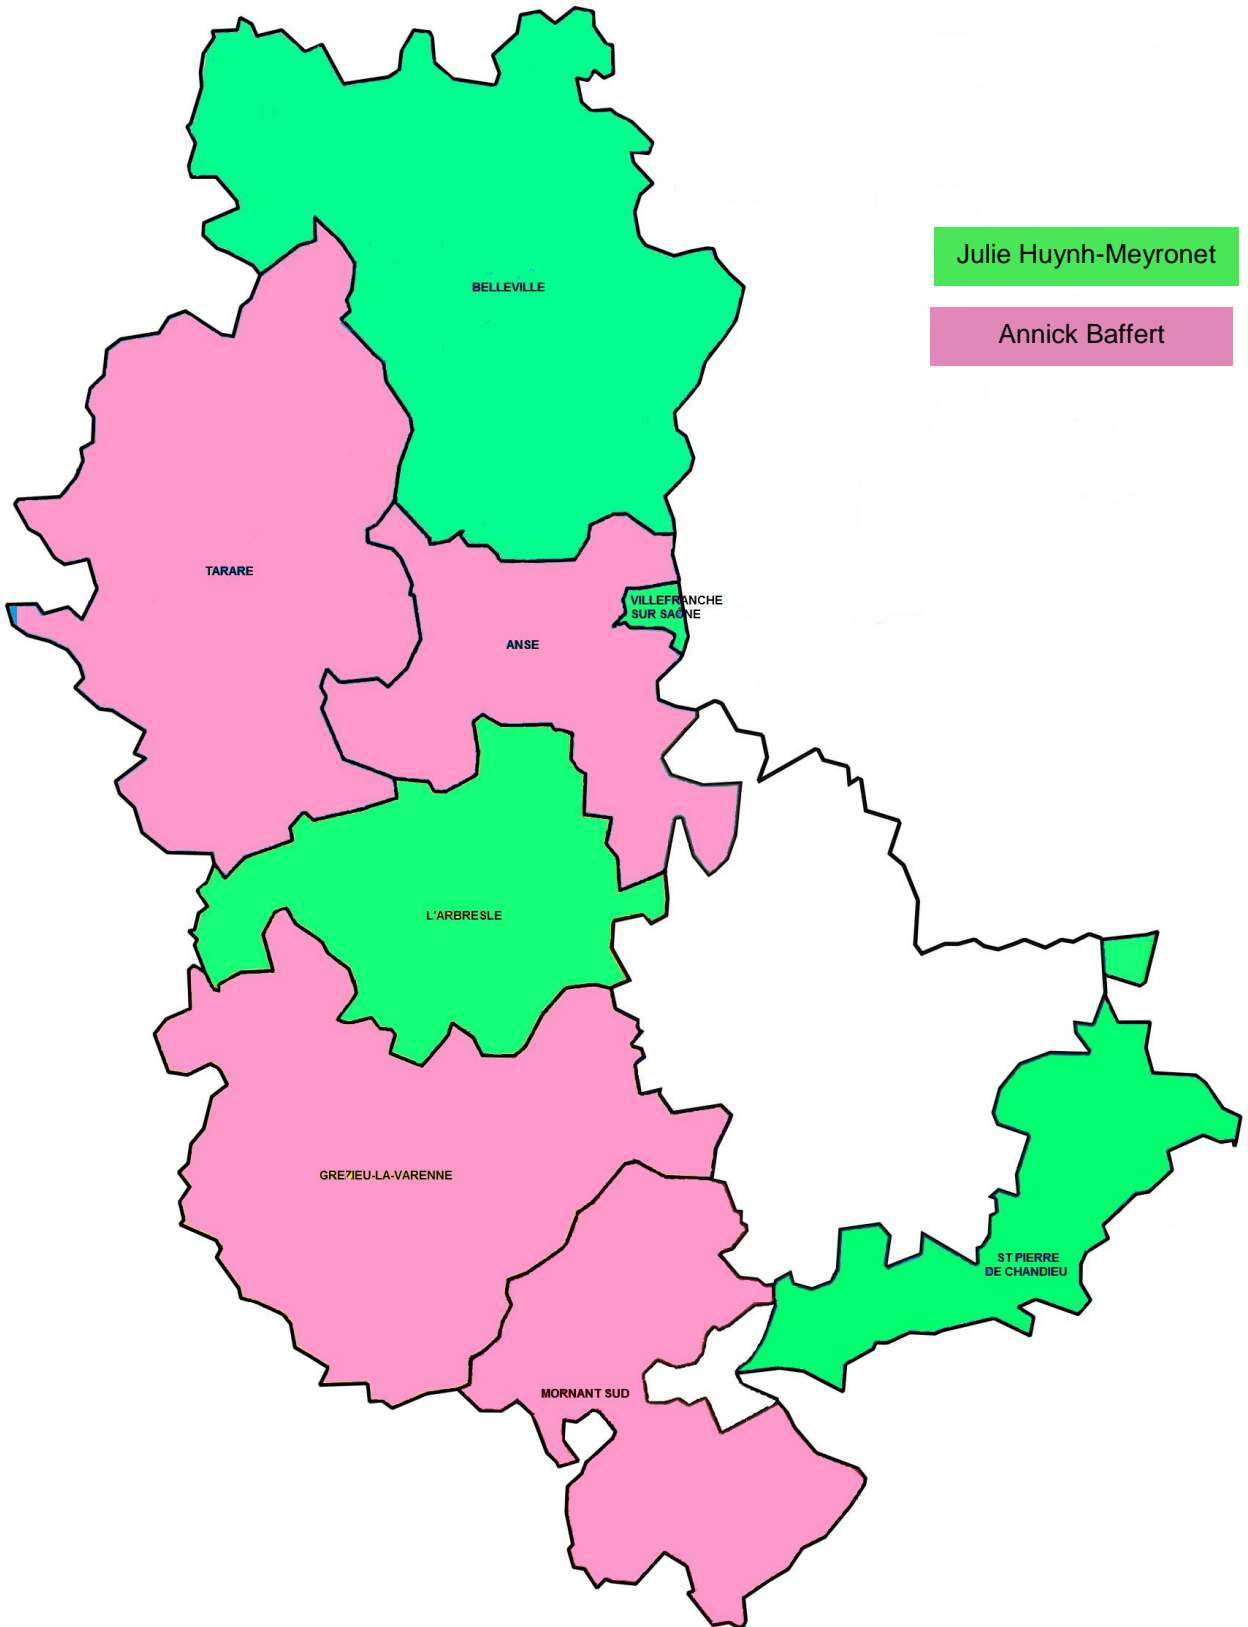 Julie Huynh-Meyronet
BELLEVILLE
Annick Baffert
TARARE
VILLEFRANCHE
SUR SAÔNE
ANSE
L'ARBRESLE
GREZIEU-LA-VARENNE
ST PIERRE
DE CHANDIEU
MORNANT SUD